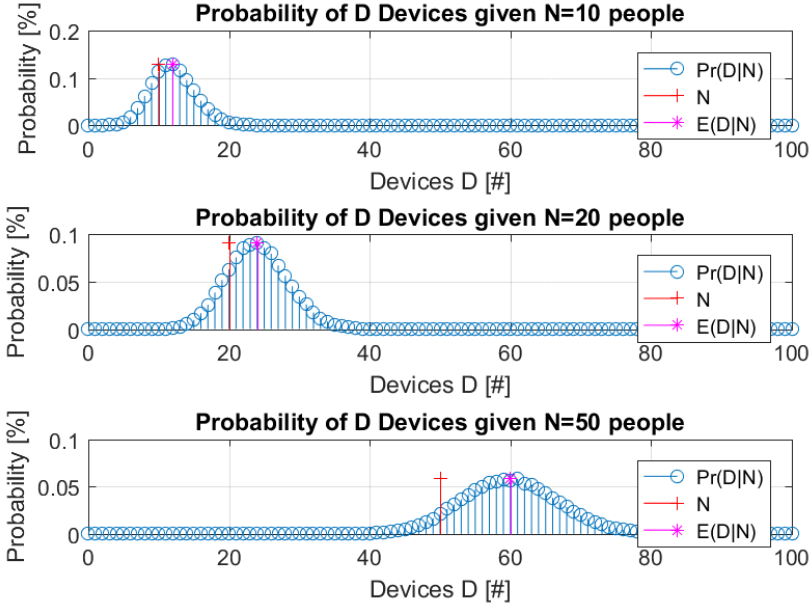 Probability of D Devices given N=10 people
Probability [%]
0.2
0.1
0
0 20 40 60 80 100
Devices D [#]
Pr(D|N)
N
E(D|N)
Probability of D Devices given N=20 people
Probability [%]
0.1
0.05
0
0 20 40 60 80 100
Devices D [#]
Pr(D|N)
N
E(D|N)
Probability of D Devices given N=50 people
Probability [%]
0.1
0.05
0
0 20 40 60 80 100
Devices D [#]
Pr(D|N)
N
E(D|N)